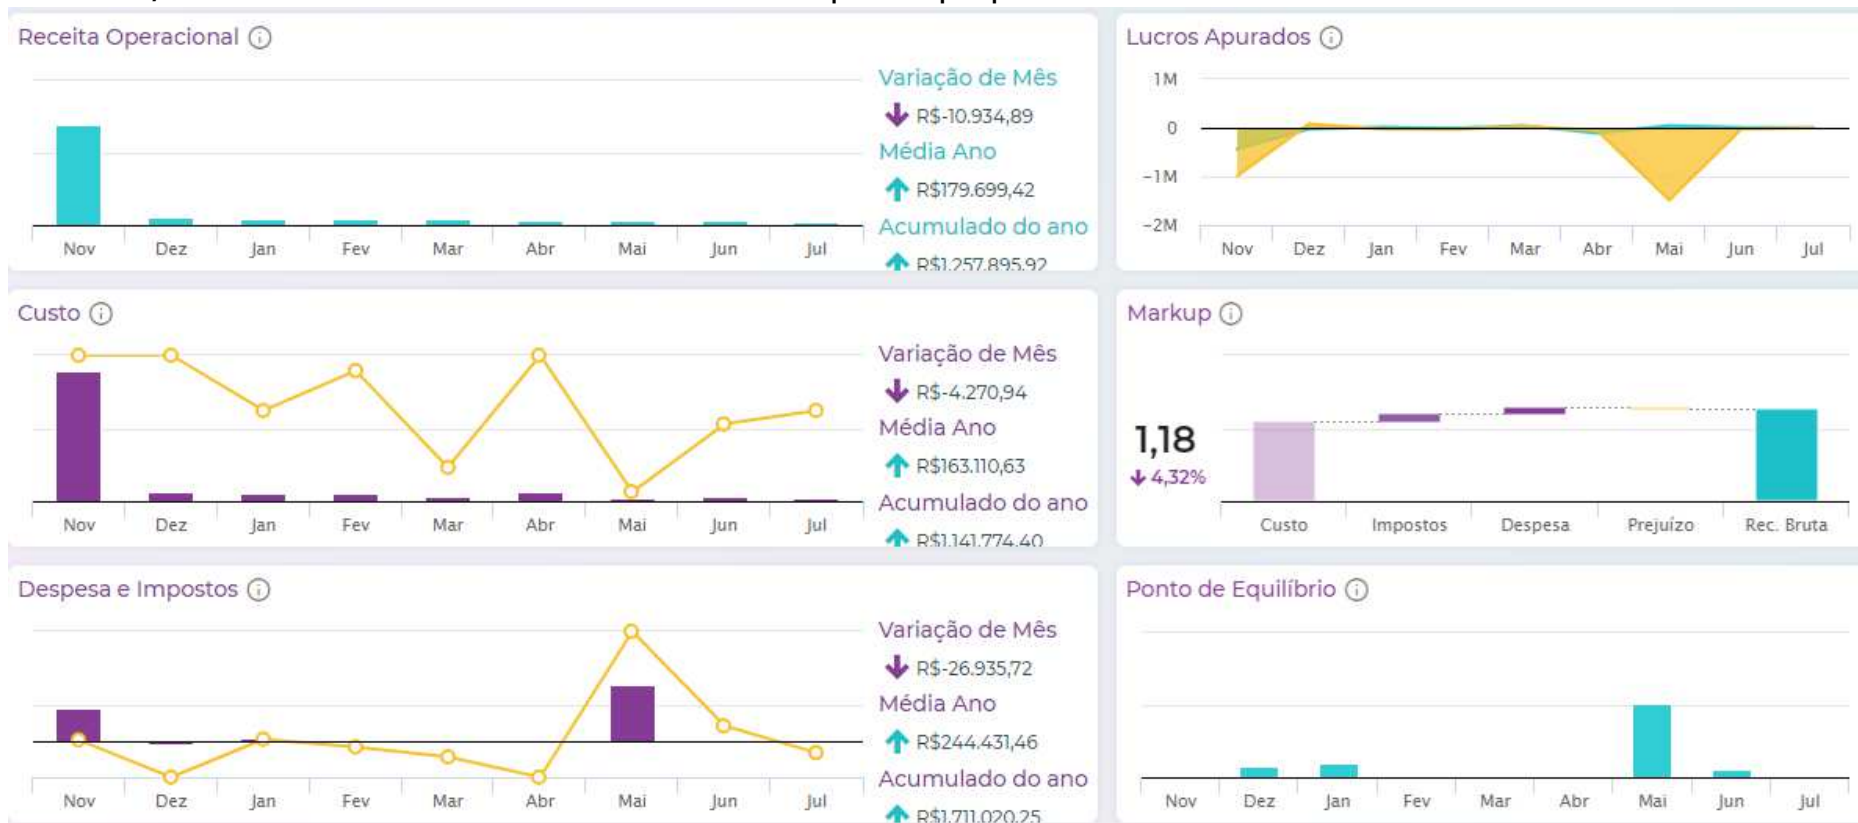 Receita Operacional
Variação de Mês
R$-10.934,89
Média Ano
R$179.699,42
Acumulado do ano
R$1.257.895,92
Nov Dez Jan Fev Mar Abr Mai Jun Jul
Lucros Apurados
1M
0
-1M
-2M
Nov Dez Jan Fev Mar Abr Mai Jun Jul
Custo
Variação de Mês
R$-4.270,94
Média Ano
R$163.110,63
Acumulado do ano
R$1.141.774,40
Nov Dez Jan Fev Mar Abr Mai Jun Jul
Markup
1,18
4,32%
Custo Impostos Despesa Prejuízo Rec. Bruta
Despesa e Impostos
Variação de Mês
R$-26.935,72
Média Ano
R$244.431,46
Acumulado do ano
R$1.711.020,25
Nov Dez Jan Fev Mar Abr Mai Jun Jul
Ponto de Equilíbrio
Nov Dez Jan Fev Mar Abr Mai Jun Jul